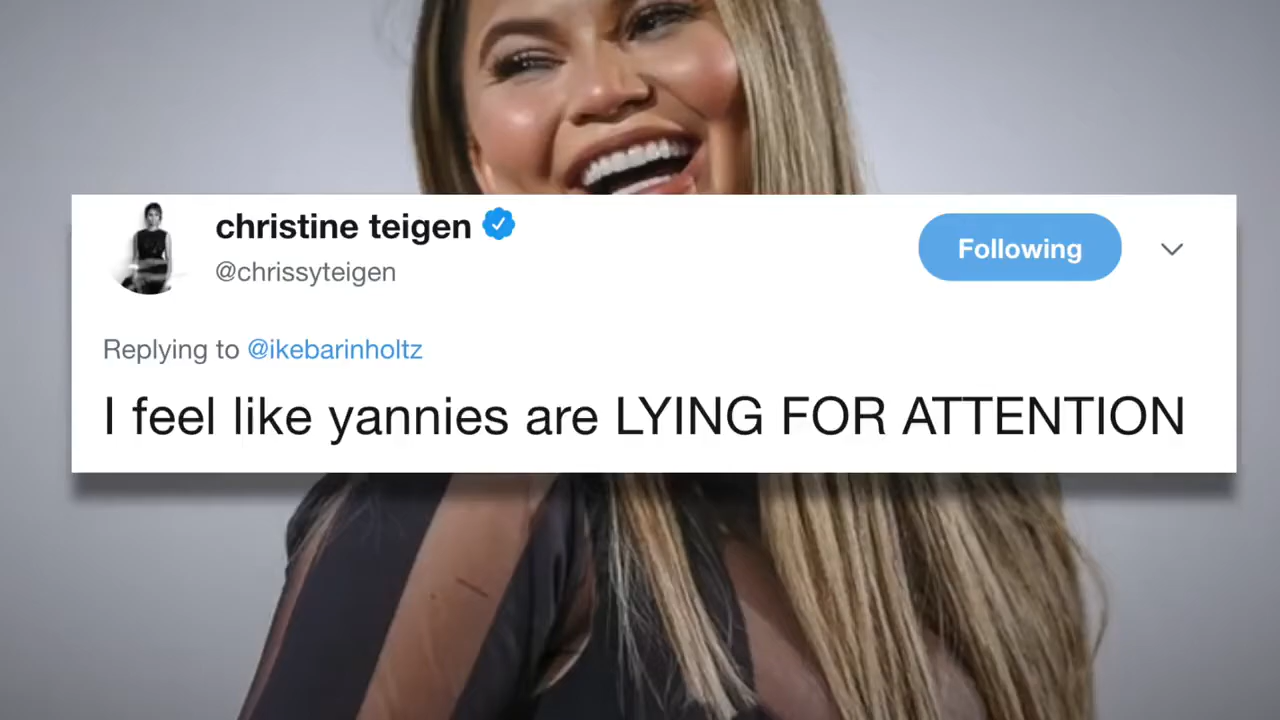 christine teigen
@chrissyteigen
Following
Replying to @ikebarinholtz
I feel like yannies are LYING FOR ATTENTION